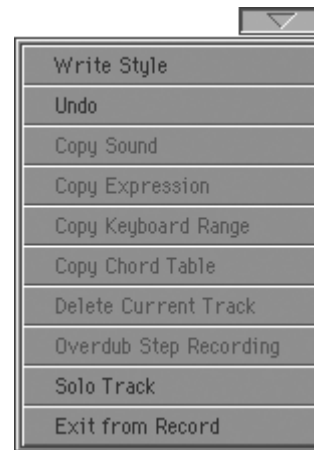 Write Style
Undo
Copy Sound
Copy Expression
Copy Keyboard Range
Copy Chord Table
Delete Current Track
Overdub Step Recording
Solo Track
Exit from Record